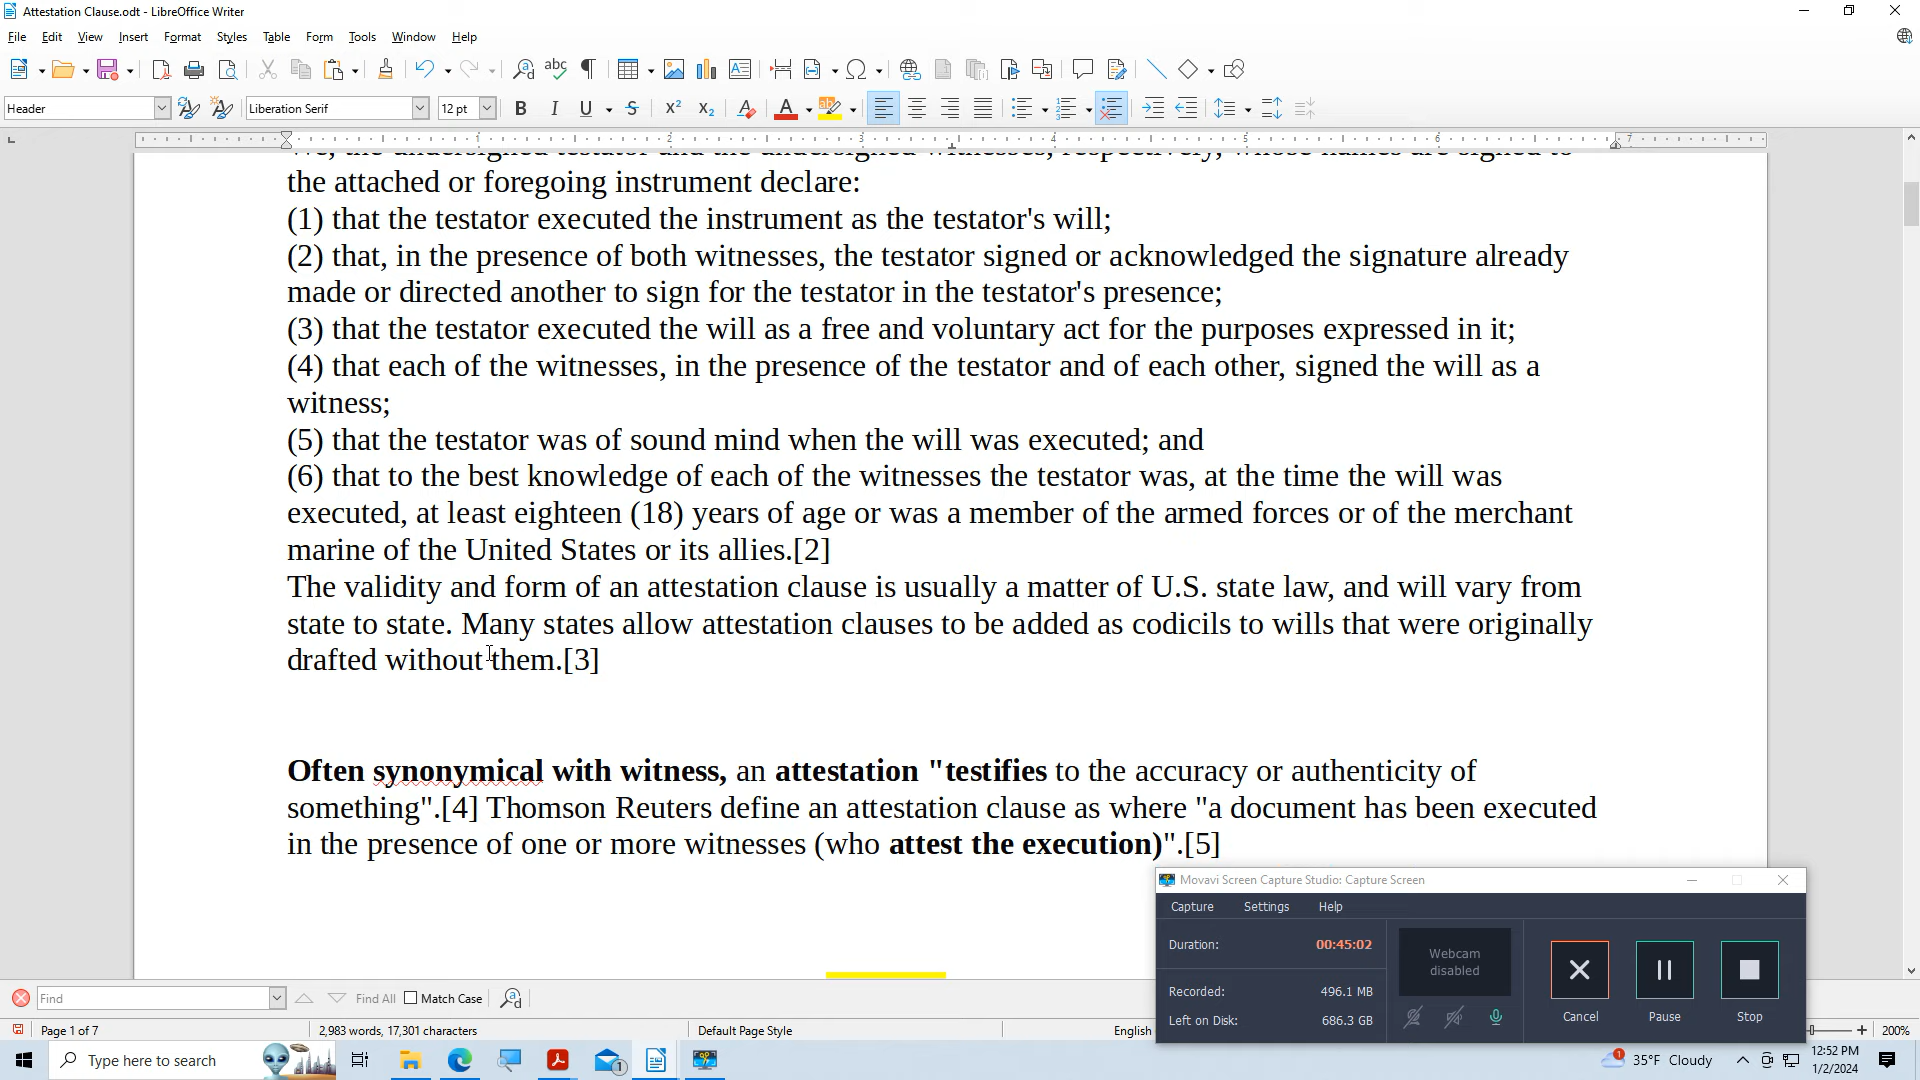 Attestation Clause.odt - LibreOffice Writer
File Edit View Insert Format Styles Table Form Tools Window Help
Header
Liberation Serif
12 pt
We, the undersigned testator and the undersigned witnesses, respectively, whose names are signed to
the attached or foregoing instrument declare:
(1) that the testator executed the instrument as the testator's will;
(2) that, in the presence of both witnesses, the testator signed or acknowledged the signature already
made or directed another to sign for the testator in the testator's presence;
(3) that the testator executed the will as a free and voluntary act for the purposes expressed in it;
(4) that each of the witnesses, in the presence of the testator and of each other, signed the will as a
witness;
(5) that the testator was of sound mind when the will was executed; and
(6) that to the best knowledge of each of the witnesses the testator was, at the time the will was
executed, at least eighteen (18) years of age or was a member of the armed forces or of the merchant
marine of the United States or its allies.[2]
The validity and form of an attestation clause is usually a matter of U.S. state law, and will vary from
state to state. Many states allow attestation clauses to be added as codicils to wills that were originally
drafted without them.[3]
Often synonymical with witness, an attestation "testifies to the accuracy or authenticity of
something".[4] Thomson Reuters define an attestation clause as where "a document has been executed
in the presence of one or more witnesses (who attest the execution)".[5]
Movavi Screen Capture Studio: Capture Screen
Capture Settings Help
Duration: 00:45:02
Webcam
disabled
Recorded: 496.1 MB
Left on Disk: 686.3 GB
Cancel Pause Stop
Find
Find All Match Case
Page 1 of 7
2,983 words, 17,301 characters
Default Page Style
English
200%
Type here to search
1
1
35°F Cloudy
12:52 PM
1/2/2024